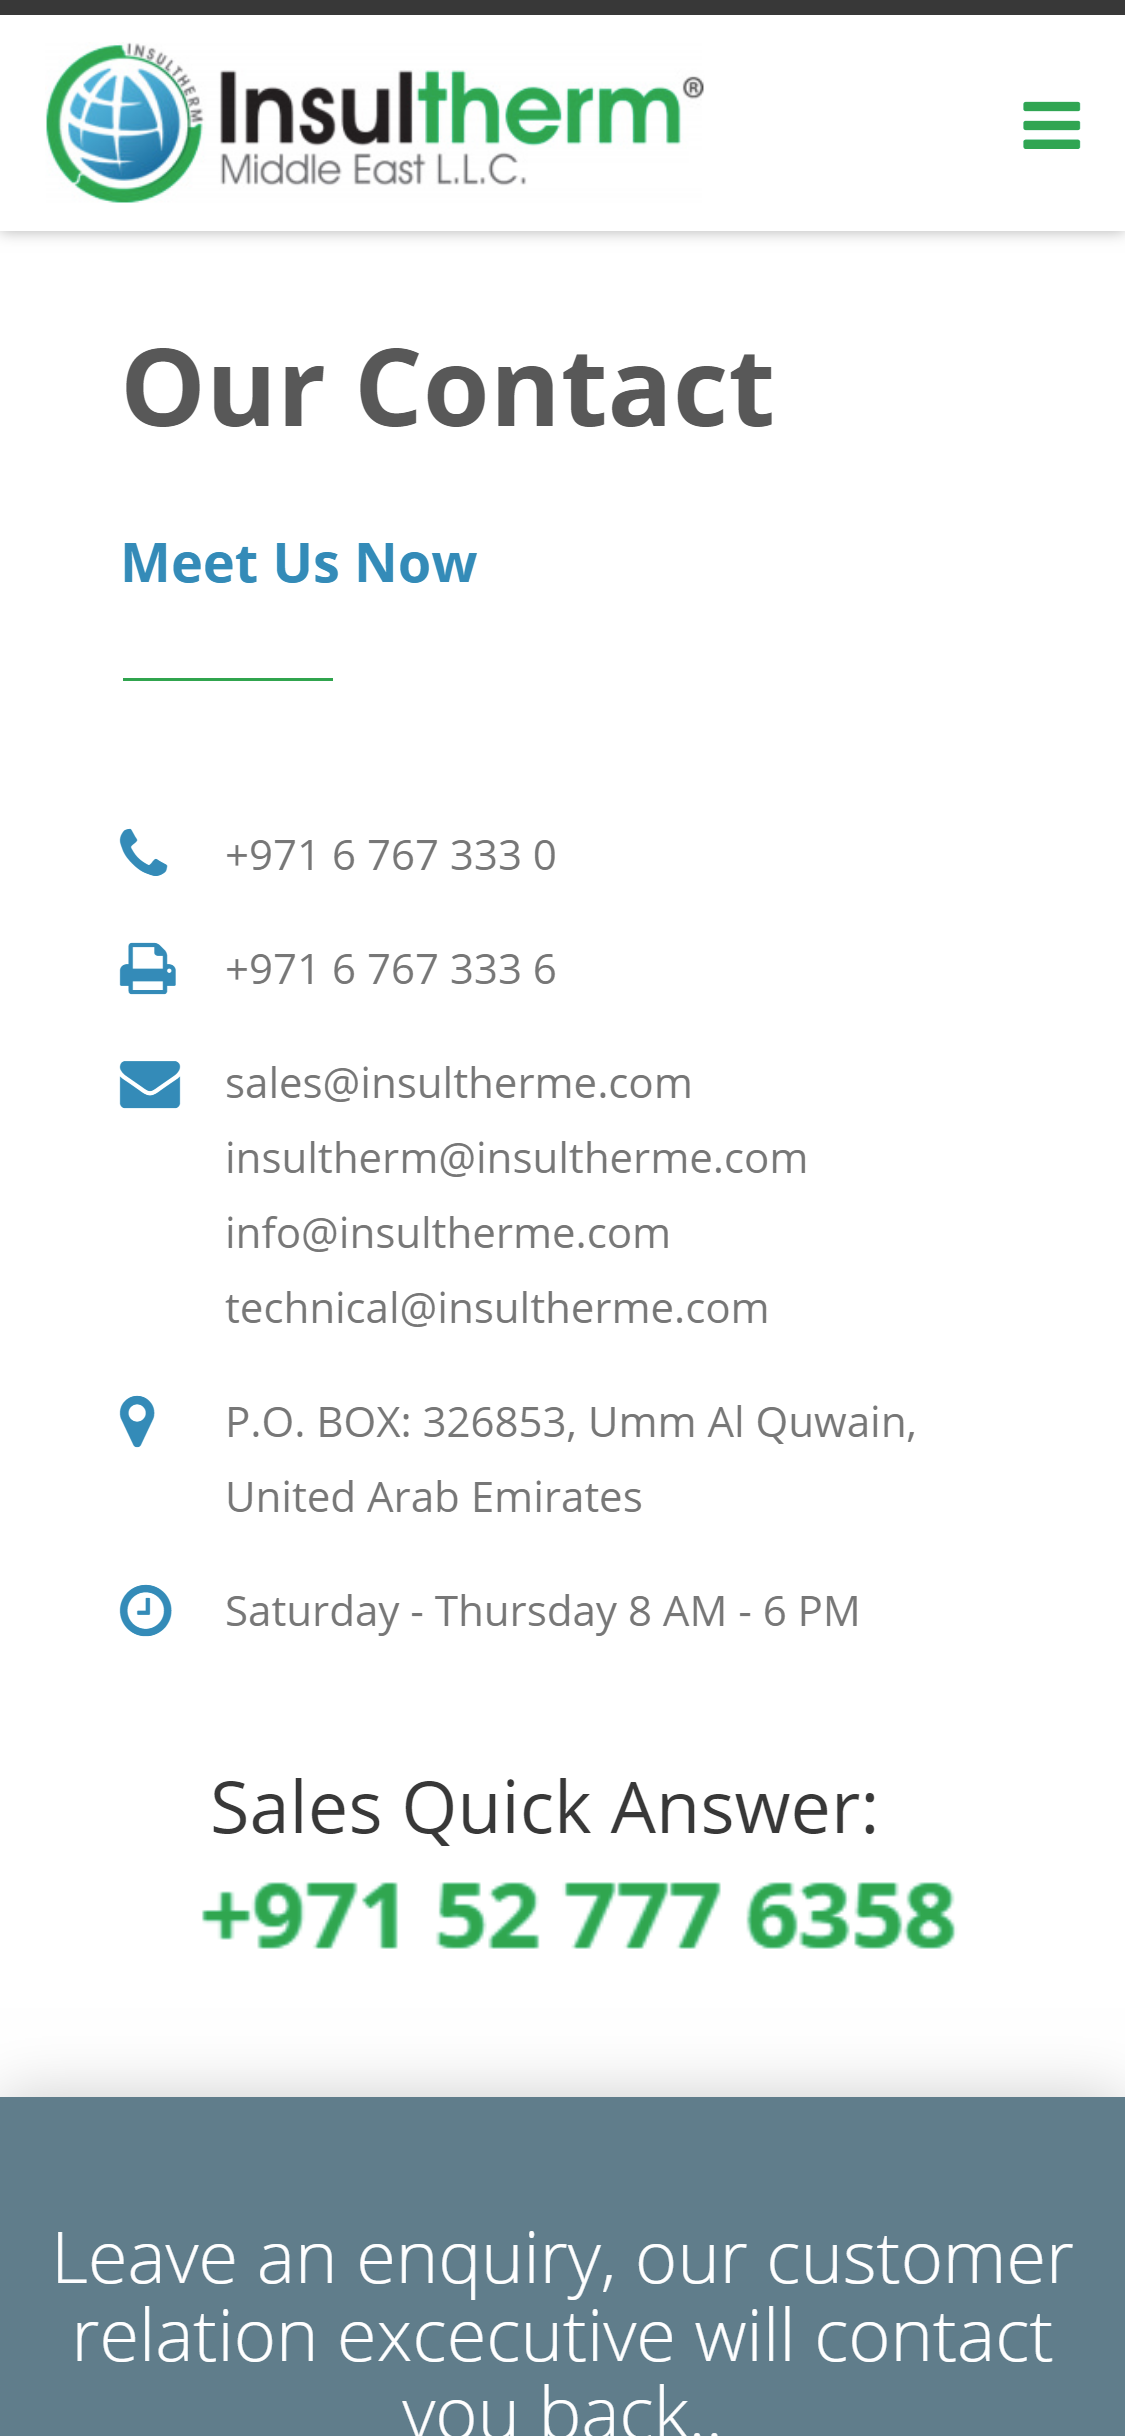 INSULTHERM
Insultherm®
Middle East L.L.C.
Our Contact
Meet Us Now
+971 6 767 333 0
+971 6 767 333 6
sales@insultherme.com
insultherm@insultherme.com
info@insultherme.com
technical@insultherme.com
P.O. BOX: 326853, Umm Al Quwain,
United Arab Emirates
Saturday - Thursday 8 AM - 6 PM
Sales Quick Answer:
+971 52 777 6358
Leave an enquiry, our customer
relation excecutive will contact
you back..